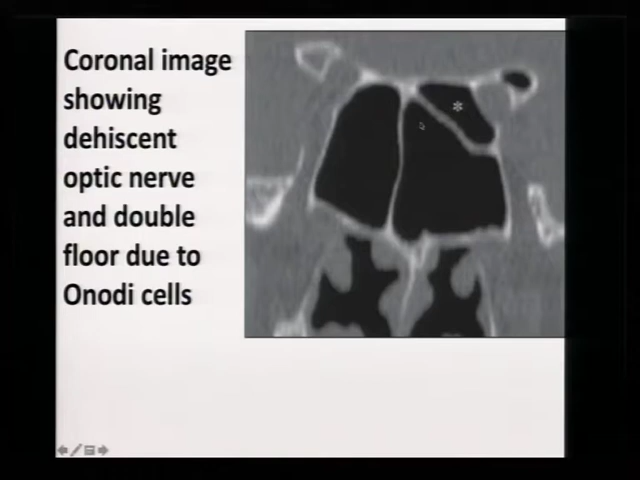 Coronal image
showing
dehiscent
optic nerve
and double
floor due to
Onodi cells
*